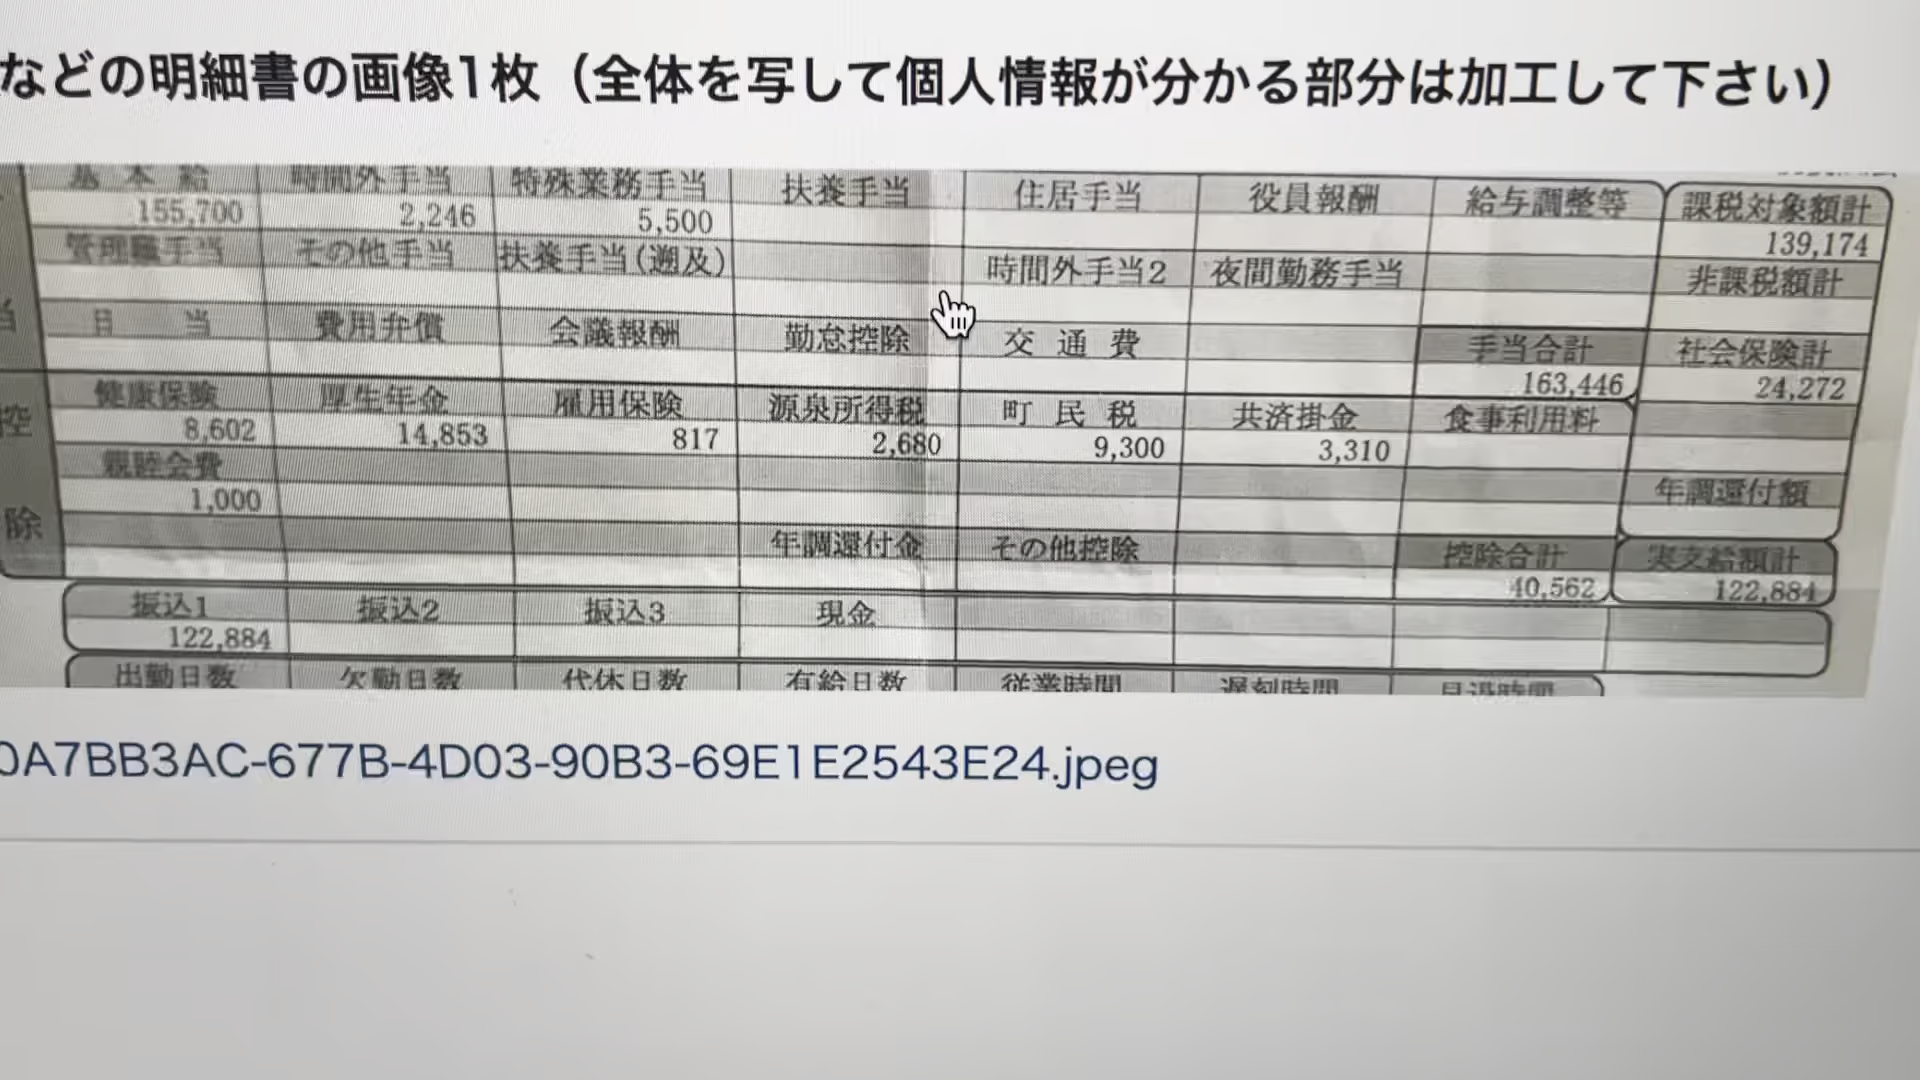 などの明細書の画像1枚（全体を写して個人情報が分かる部分は加工して下さい）
基本給 時間外手当 特殊業務手当 扶養手当 住居手当 役員報酬 給与調整等 課税対象額計
155,700 2,246 5,500 139,174
管理職手当 その他手当 扶養手当(遡及) 時間外手当2 夜間勤務手当 非課税額計
当 日当 費用弁償 会議報酬 勤怠控除 交通費 手当合計 社会保険計
163,446 24,272
控 健康保険 厚生年金 雇用保険 源泉所得税 町民税 共済掛金 食事利用料
8,602 14,853 817 2,680 9,300 3,310
親睦会費 年調還付額
1,000
除 年調還付金 その他控除 控除合計 実支給額計
40,562 122,884
振込1 振込2 振込3 現金
122,884
出勤日数 欠勤日数 代休日数 有給日数 従業時間 遅刻時間 早退時間
0A7BB3AC-677B-4D03-90B3-69E1E2543E24.jpeg